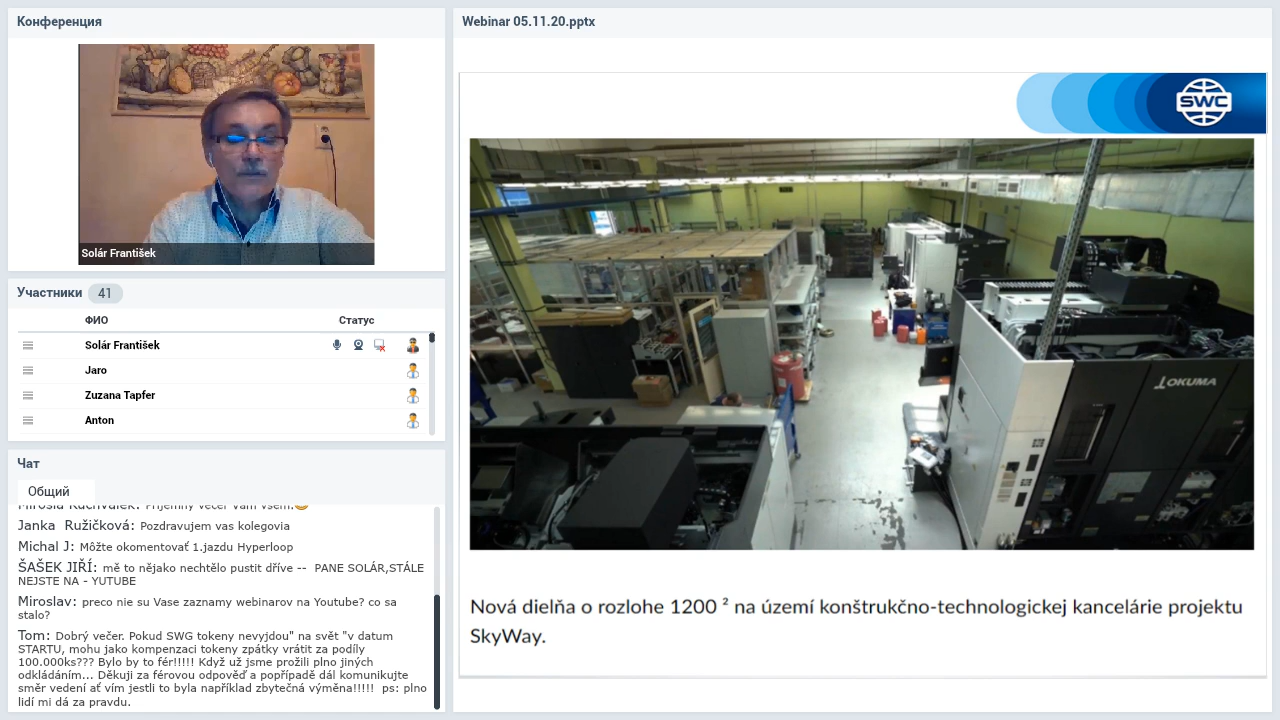 Конференция
Solár František
Участники 41
ФИО Статус
Solár František
Jaro
Zuzana Tapfer
Anton
Чат
Общий
Janka Ružičková: Pozdravujem vas kolegovia
Michal J: Môžte okomentovať 1.jazdu Hyperloop
ŠAŠEK JIŘÍ: mě to nějako nechtělo pustit dříve -- PANE SOLÁR,STÁLE
NEJSTE NA - YUTUBE
Miroslav: preco nie su Vase zaznamy webinarov na Youtube? co sa
stalo?
Tom: Dobrý večer. Pokud SWG tokeny nevyjdou" na svět "v datum
STARTU, mohu jako kompenzaci tokeny zpátky vrátit za podíly
100.000ks??? Bylo by to fér!!!!! Když už jsme prožili plno jiných
odkládáním... Děkuji za férovou odpověď a popřípadě dál komunikujte
směr vedení ať vím jestli to byla například zbytečná výměna!!!!! ps: plno
lidí mi dá za pravdu.
Webinar 05.11.20.pptx
SWC
OKUMA
Nová dielňa o rozlohe 1200 ² na území konštrukčno-technologickej kancelárie projektu
SkyWay.